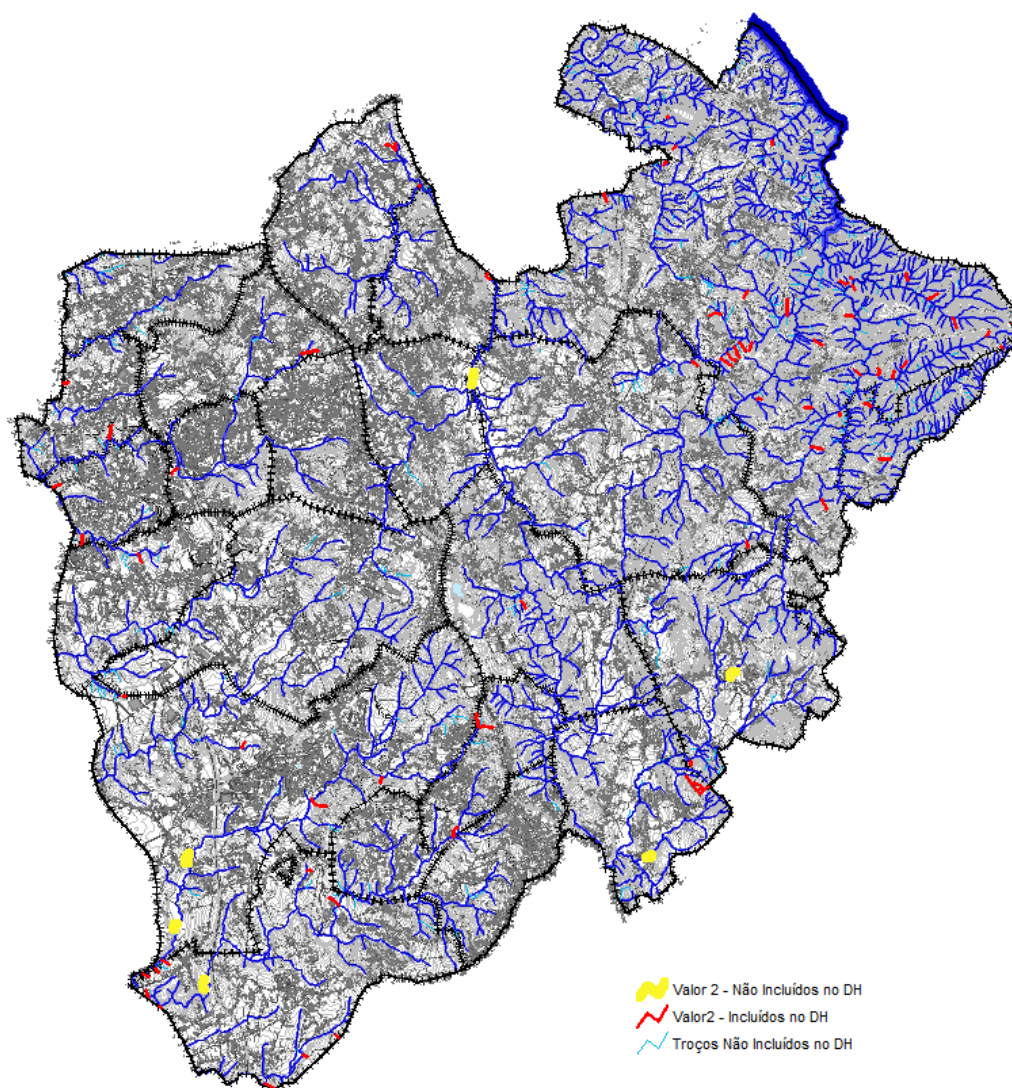 Valor 2 - Não Incluídos no DH
Valor2 - Incluídos no DH
Troços Não Incluídos no DH